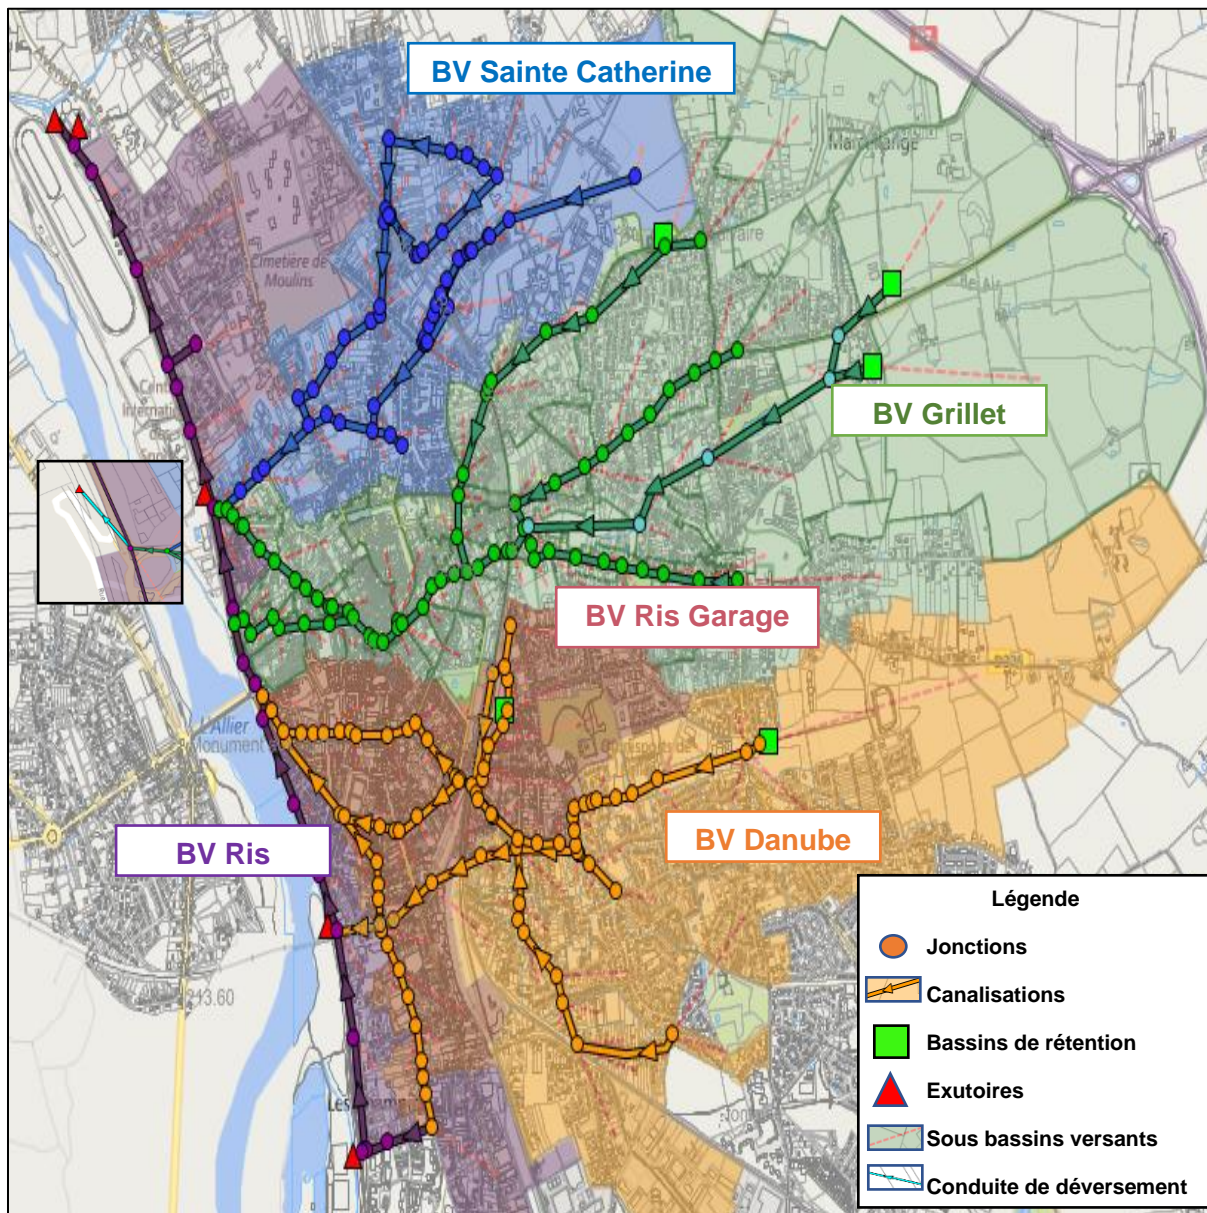 BV Sainte Catherine
Cimetière de
Moulins
BV Grillet
BV Ris Garage
L'Allier
Monument
BV Ris
BV Danube
213.60
Légende
Jonctions
Canalisations
Bassins de rétention
Exutoires
Sous bassins versants
Conduite de déversement